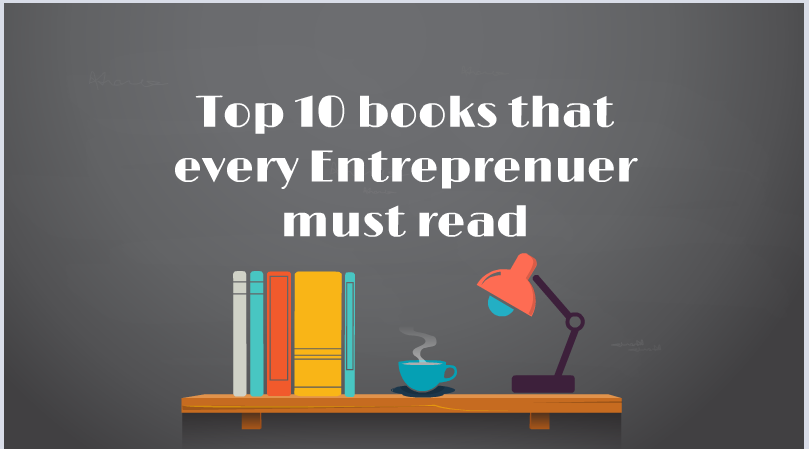 Top 10 books that
every Entreprenuer
must read